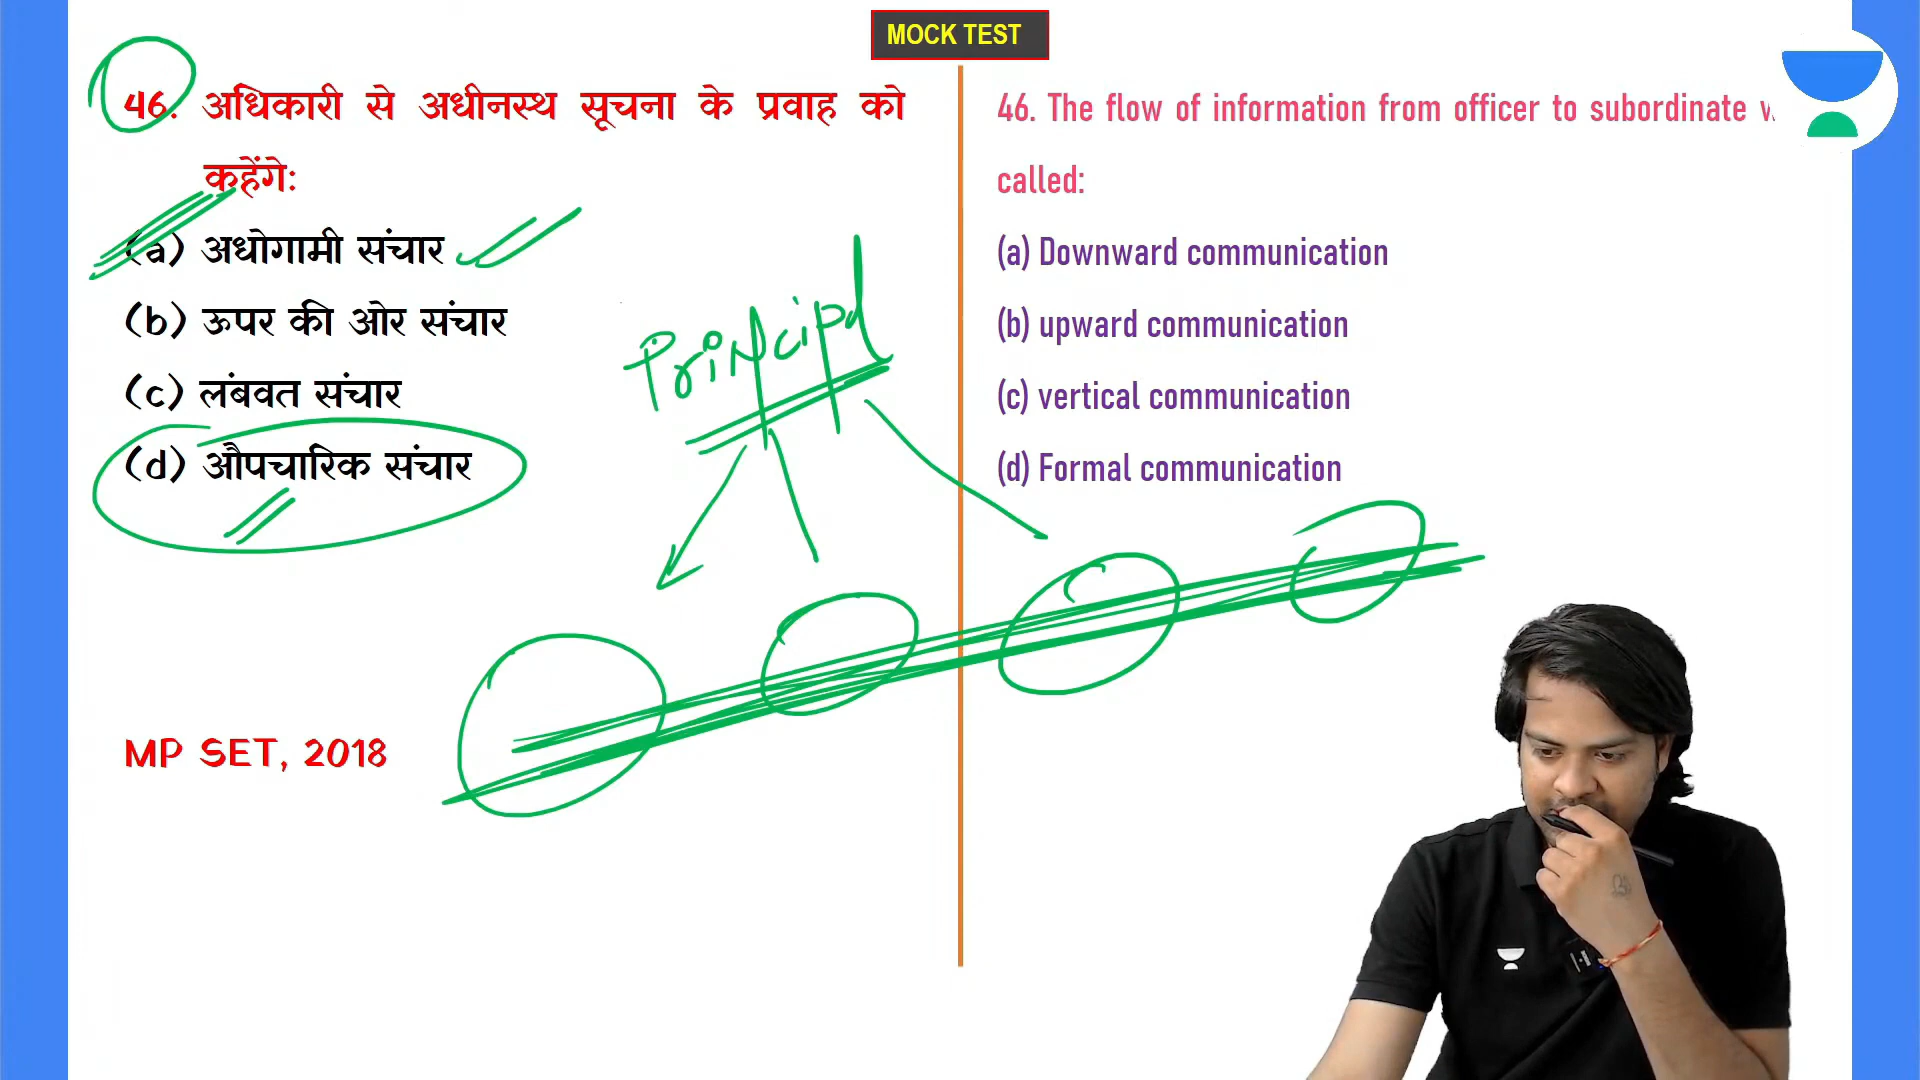 MOCK TEST
46. अधिकारी से अधीनस्थ सूचना के प्रवाह को
कहेंगे:
(a) अधोगामी संचार
(b) ऊपर की ओर संचार
(c) लंबवत संचार
(d) औपचारिक संचार
MP SET, 2018
Principal
46. The flow of information from officer to subordinate
called:
(a) Downward communication
(b) upward communication
(c) vertical communication
(d) Formal communication